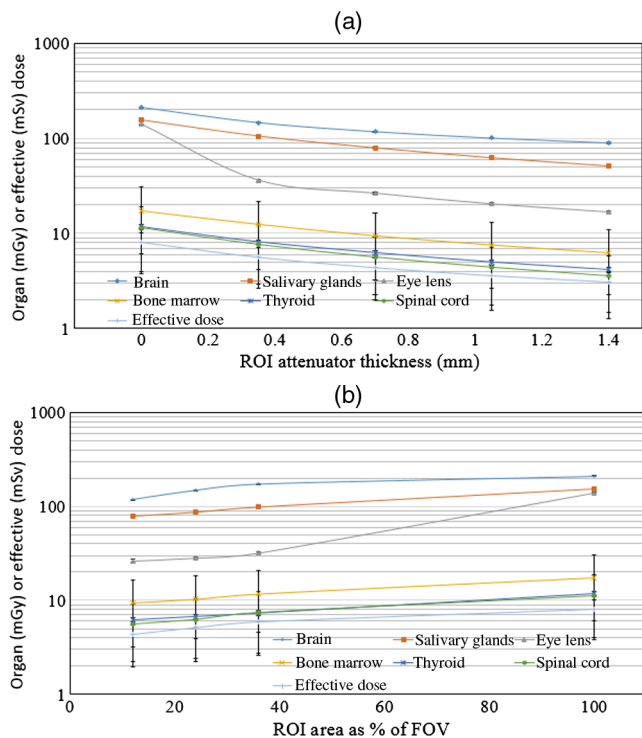 (a)
Organ (mGy) or effective (mSv) dose
1000
100
10
1
Brain Salivary glands Eye lens
Bone marrow Thyroid Spinal cord
Effective dose
0 0.2 0.4 0.6 0.8 1.0 1.2 1.4
ROI attenuator thickness (mm)
(b)
Organ (mGy) or effective (mSv) dose
1000
100
10
1
Brain Salivary glands Eye lens
Bone marrow Thyroid Spinal cord
Effective dose
0 20 40 60 80 100
ROI area as % of FOV